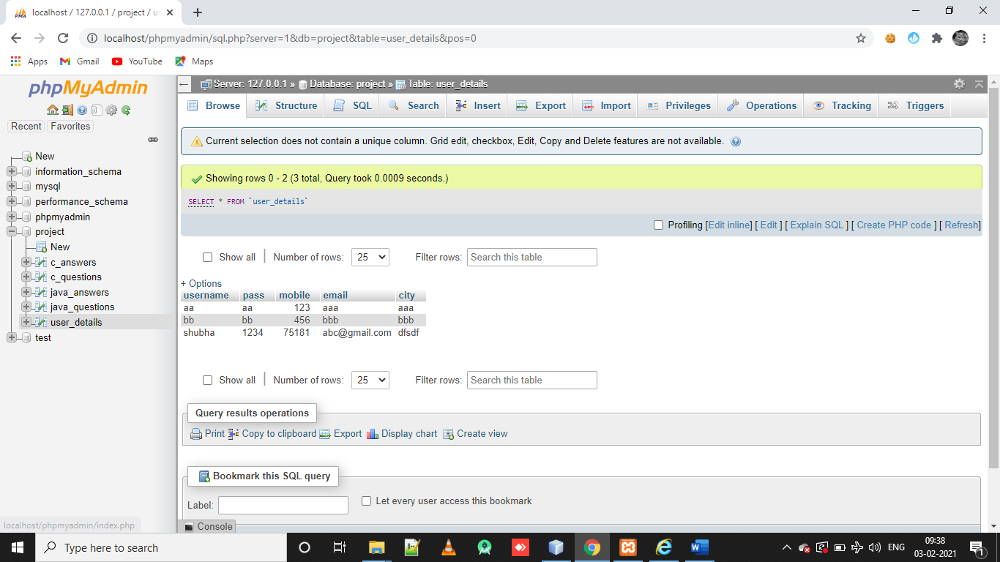 localhost / 127.0.0.1 / project / us
localhost/phpmyadmin/sql.php?server=1&db=project&table=user_details&pos=0
Apps Gmail YouTube Maps
phpMyAdmin
Recent Favorites
New
information_schema
mysql
performance_schema
phpmyadmin
project
New
c_answers
c_questions
java_answers
java_questions
user_details
test
localhost/phpmyadmin/index.php
Server: 127.0.0.1 » Database: project » Table: user_details
Browse Structure SQL Search Insert Export Import Privileges Operations Tracking Triggers
Current selection does not contain a unique column. Grid edit, checkbox, Edit, Copy and Delete features are not available.
Showing rows 0 - 2 (3 total, Query took 0.0009 seconds.)
SELECT * FROM `user_details`
Profiling [Edit inline] [ Edit ] [ Explain SQL ] [ Create PHP code ] [ Refresh]
Show all | Number of rows: 25 Filter rows: Search this table
+ Options
username pass mobile email city
aa aa 123 aaa aaa
bb bb 456 bbb bbb
shubha 1234 75181 abc@gmail.com dfsdf
Show all | Number of rows: 25 Filter rows: Search this table
Query results operations
Print Copy to clipboard Export Display chart Create view
Bookmark this SQL query
Label: Let every user access this bookmark
Console
Type here to search
ENG
09:38
03-02-2021
1